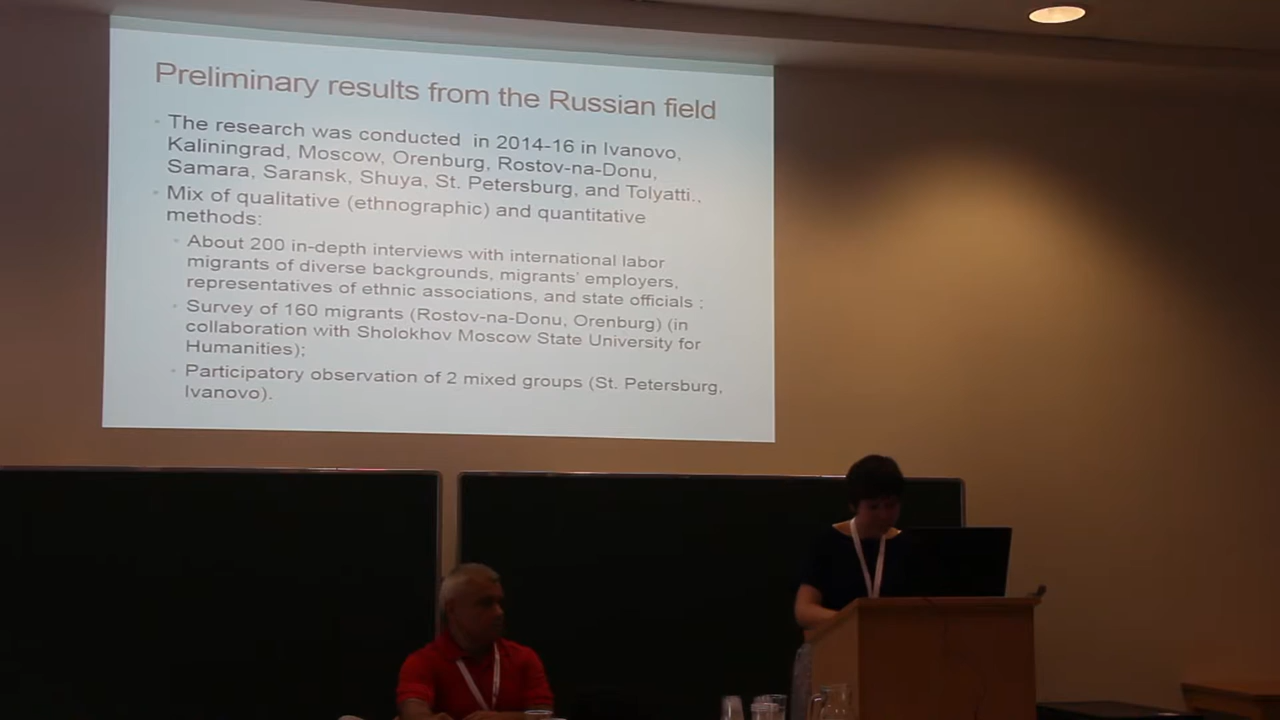 Preliminary results from the Russian field
The research was conducted in 2014-16 in Ivanovo,
Kaliningrad, Moscow, Orenburg, Rostov-na-Donu,
Samara, Saransk, Shuya, St. Petersburg, and Tolyatti.,
Mix of qualitative (ethnographic) and quantitative
methods:
About 200 in-depth interviews with international labor
migrants of diverse backgrounds, migrants' employers,
representatives of ethnic associations, and state officials ;
Survey of 160 migrants (Rostov-na-Donu, Orenburg) (in
collaboration with Sholokhov Moscow State University for
Humanities);
Participatory observation of 2 mixed groups (St. Petersburg,
Ivanovo).